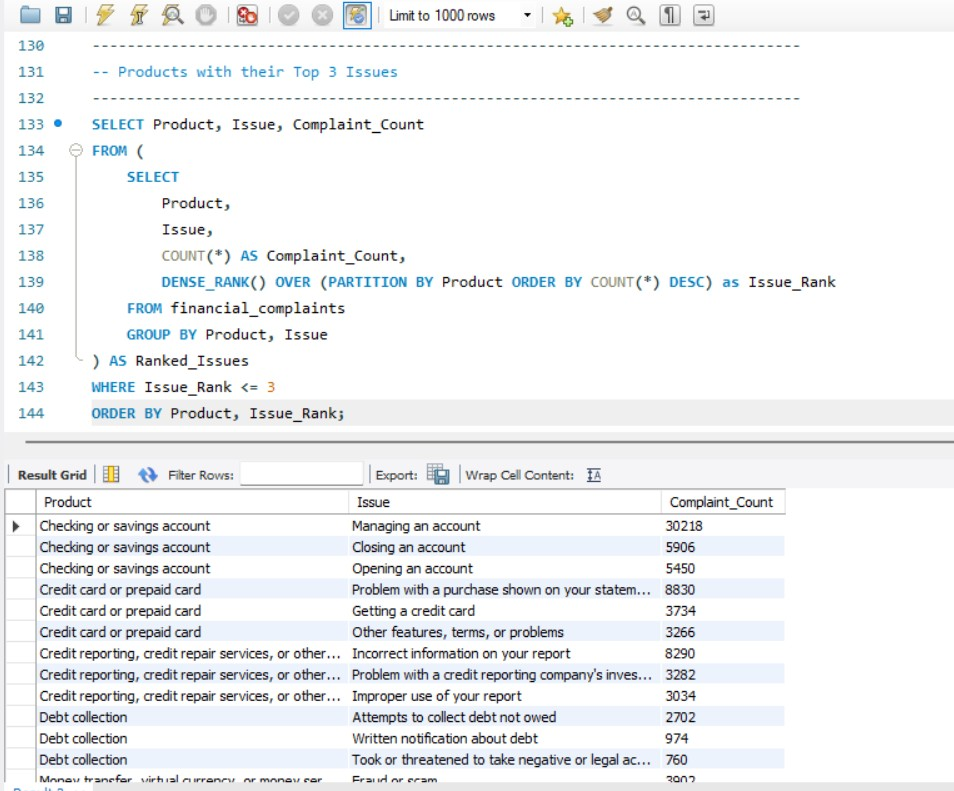 Limit to 1000 rows
130 --------------------------------------------------------------------------------
131 -- Products with their Top 3 Issues
132 --------------------------------------------------------------------------------
133 SELECT Product, Issue, Complaint_Count
134 FROM (
135 SELECT
136 Product,
137 Issue,
138 COUNT(*) AS Complaint_Count,
139 DENSE_RANK() OVER (PARTITION BY Product ORDER BY COUNT(*) DESC) as Issue_Rank
140 FROM financial_complaints
141 GROUP BY Product, Issue
142 ) AS Ranked_Issues
143 WHERE Issue_Rank <= 3
144 ORDER BY Product, Issue_Rank;
Result Grid Filter Rows: Export: Wrap Cell Content: IA
Product Issue Complaint_Count
Checking or savings account Managing an account 30218
Checking or savings account Closing an account 5906
Checking or savings account Opening an account 5450
Credit card or prepaid card Problem with a purchase shown on your statem... 8830
Credit card or prepaid card Getting a credit card 3734
Credit card or prepaid card Other features, terms, or problems 3266
Credit reporting, credit repair services, or other... Incorrect information on your report 8290
Credit reporting, credit repair services, or other... Problem with a credit reporting company's inves... 3282
Credit reporting, credit repair services, or other... Improper use of your report 3034
Debt collection Attempts to collect debt not owed 2702
Debt collection Written notification about debt 974
Debt collection Took or threatened to take negative or legal ac... 760
Money transfer, virtual currency, or money ser... Fraud or scam 3902